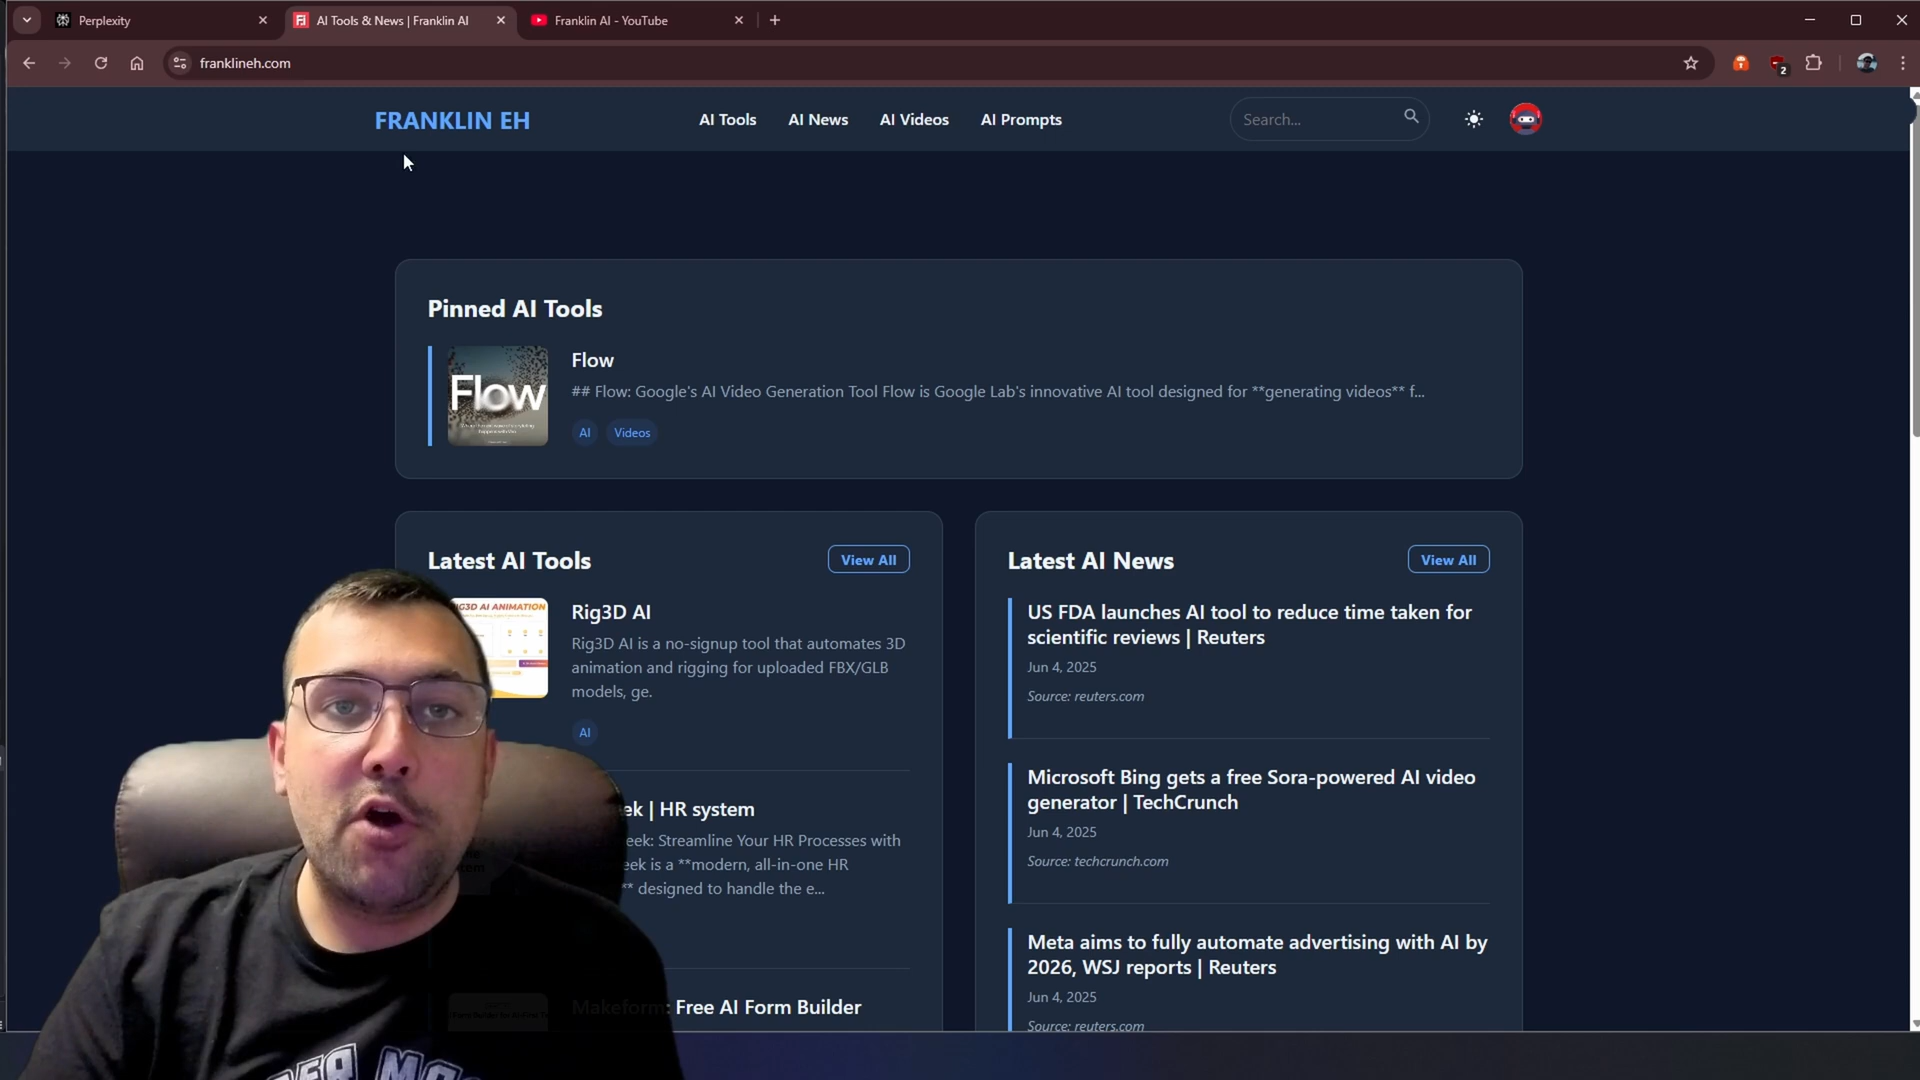 Perplexity
AI Tools & News | Franklin AI
Franklin AI - YouTube
franklineh.com
2
FRANKLIN EH
AI Tools
AI News
AI Videos
AI Prompts
Search...
Pinned AI Tools
Flow
Flow
## Flow: Google's AI Video Generation Tool Flow is Google Lab's innovative AI tool designed for **generating videos** f...
AI
Videos
Latest AI Tools
View All
G3D AI ANIMATION
Rig3D AI
Rig3D AI is a no-signup tool that automates 3D
animation and rigging for uploaded FBX/GLB
models, ge.
AI
ek | HR system
eek: Streamline Your HR Processes with
eek is a **modern, all-in-one HR
** designed to handle the e...
Makeform: Free AI Form Builder
Latest AI News
View All
US FDA launches AI tool to reduce time taken for
scientific reviews | Reuters
Jun 4, 2025
Source: reuters.com
Microsoft Bing gets a free Sora-powered AI video
generator | TechCrunch
Jun 4, 2025
Source: techcrunch.com
Meta aims to fully automate advertising with AI by
2026, WSJ reports | Reuters
Jun 4, 2025
Source: reuters.com